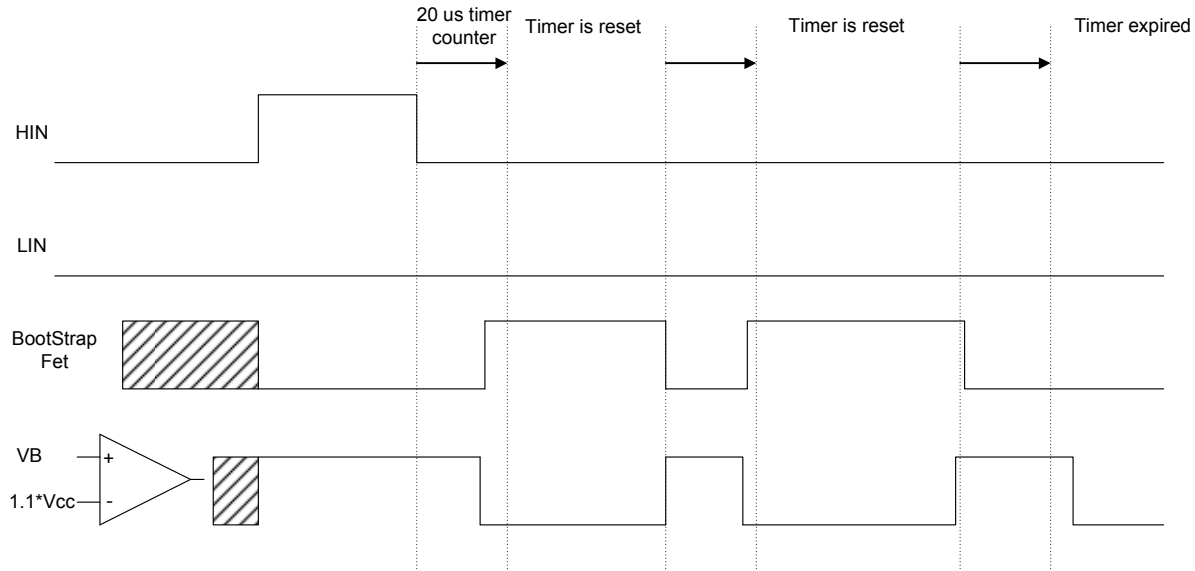 20 us timer
counter
Timer is reset
Timer is reset
Timer expired
HIN
LIN
BootStrap
Fet
VB
+
1.1*Vcc
-